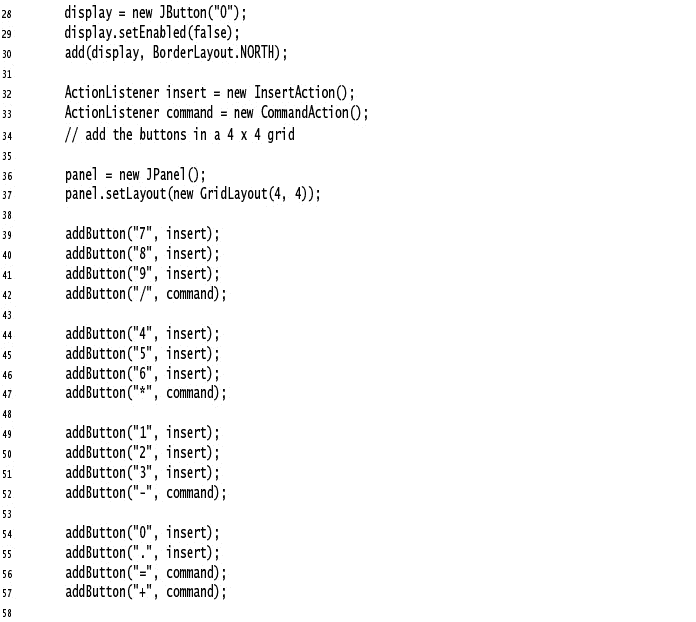 28 display = new JButton("0");
29 display.setEnabled(false);
30 add(display, BorderLayout.NORTH);
31
32 ActionListener insert = new InsertAction();
33 ActionListener command = new CommandAction();
34 // add the buttons in a 4 x 4 grid
35
36 panel = new JPanel();
37 panel.setLayout(new GridLayout(4, 4));
38
39 addButton("7", insert);
40 addButton("8", insert);
41 addButton("9", insert);
42 addButton("/", command);
43
44 addButton("4", insert);
45 addButton("5", insert);
46 addButton("6", insert);
47 addButton("*", command);
48
49 addButton("1", insert);
50 addButton("2", insert);
51 addButton("3", insert);
52 addButton("-", command);
53
54 addButton("0", insert);
55 addButton(".", insert);
56 addButton("=", command);
57 addButton("+", command);
58